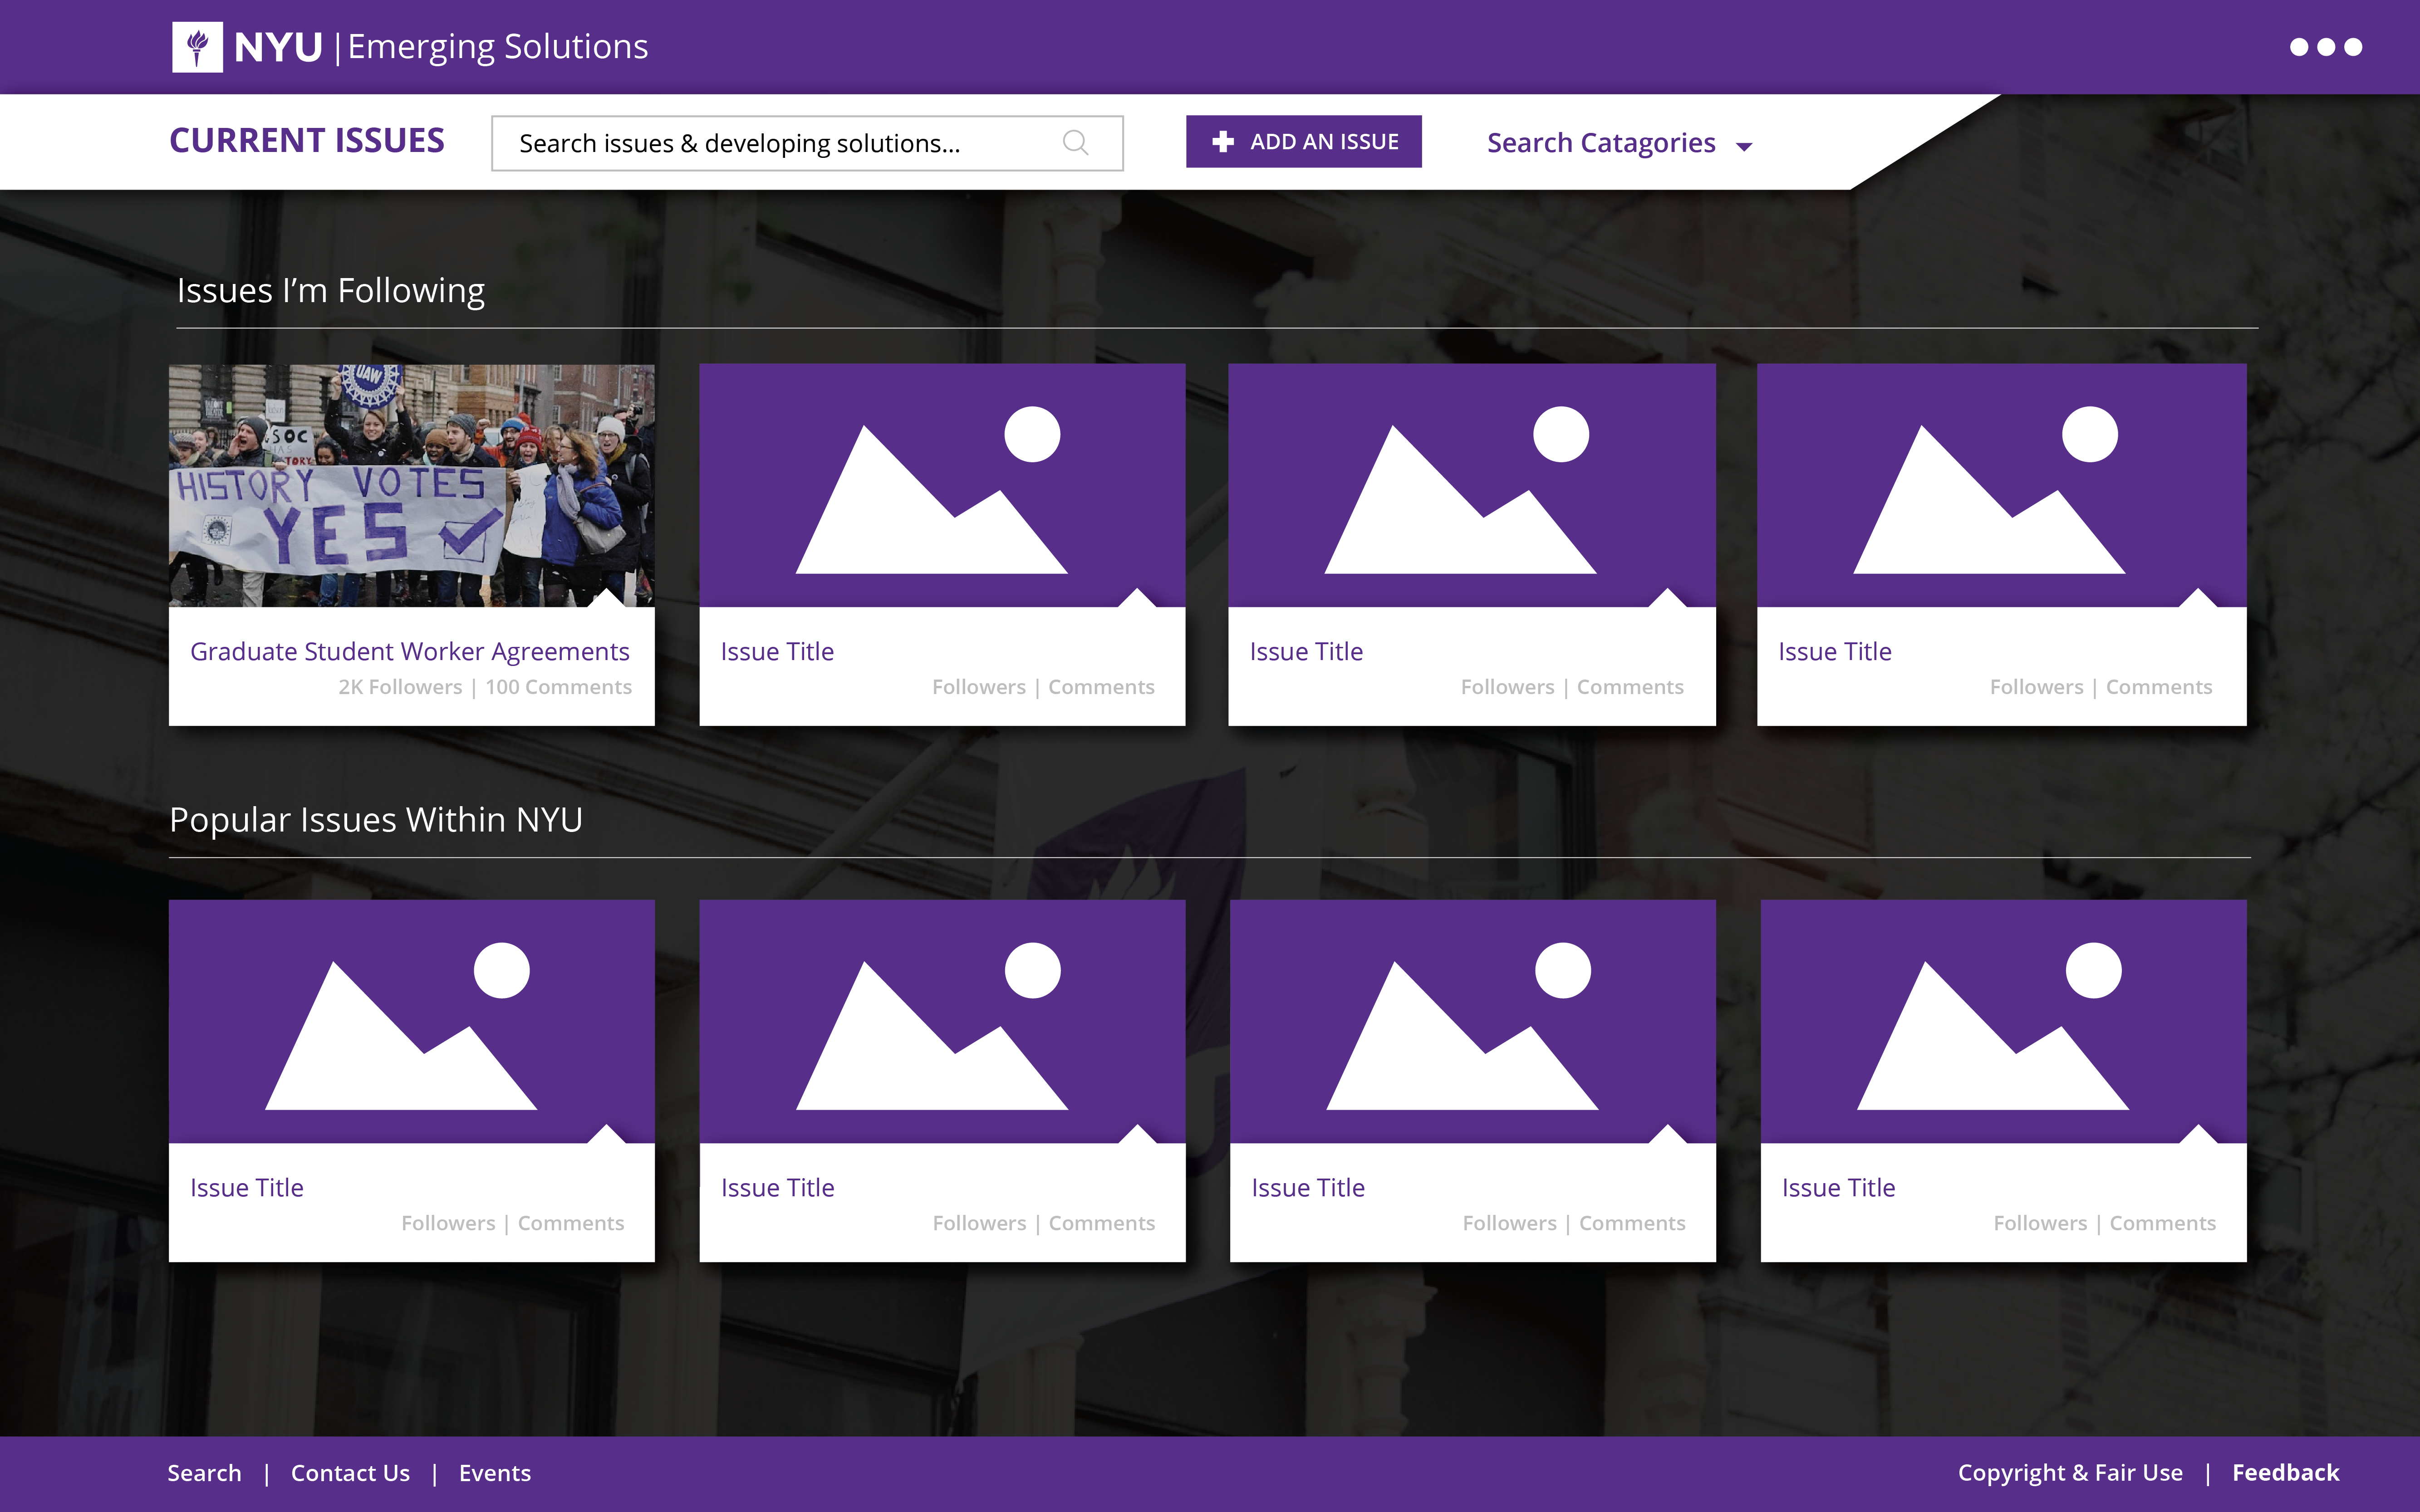 NYU | Emerging Solutions
CURRENT ISSUES
Search issues & developing solutions...
ADD AN ISSUE
Search Catagories
Issues I’m Following
UAW
SOC
TORY
HISTORY VOTES
YES
Graduate Student Worker Agreements
2K Followers | 100 Comments
Issue Title
Followers | Comments
Issue Title
Followers | Comments
Issue Title
Followers | Comments
Popular Issues Within NYU
Issue Title
Followers | Comments
Issue Title
Followers | Comments
Issue Title
Followers | Comments
Issue Title
Followers | Comments
Search | Contact Us | Events
Copyright & Fair Use | Feedback